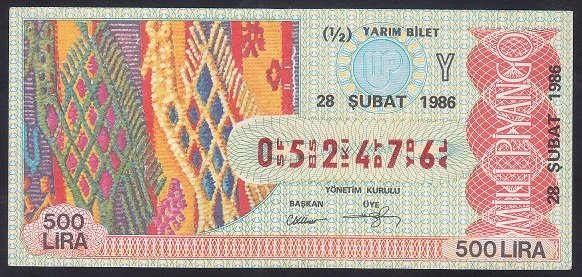 (½) YARIM BİLET
MP
Y
28 ŞUBAT 1986
052476
YÖNETİM KURULU
BAŞKAN ÜYE
500
LİRA
500 LİRA
MİLLİ PİYANGO
28 ŞUBAT 1986